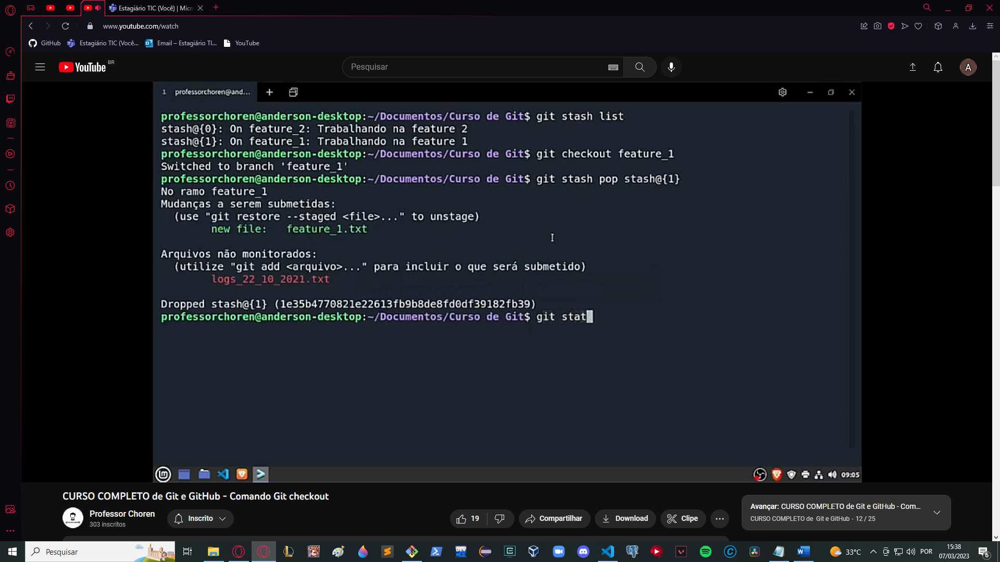 Estagiário TIC (Você) | Micr
www.youtube.com/watch
GitHub
Estagiário TIC (Você...
Email – Estagiário TI...
YouTube
YouTube BR
Pesquisar
A
1 professorchoren@and...
professorchoren@anderson-desktop:~/Documentos/Curso de Git$ git stash list
stash@{0}: On feature_2: Trabalhando na feature 2
stash@{1}: On feature_1: Trabalhando na feature 1
professorchoren@anderson-desktop:~/Documentos/Curso de Git$ git checkout feature_1
Switched to branch 'feature_1'
professorchoren@anderson-desktop:~/Documentos/Curso de Git$ git stash pop stash@{1}
No ramo feature_1
Mudanças a serem submetidas:
(use "git restore --staged <file>..." to unstage)
new file: feature_1.txt
Arquivos não monitorados:
(utilize "git add <arquivo>..." para incluir o que será submetido)
logs_22_10_2021.txt
Dropped stash@{1} (1e35b4770821e22613fb9b8de8fd0df39182fb39)
professorchoren@anderson-desktop:~/Documentos/Curso de Git$ git stat
09:05
CURSO COMPLETO de Git e GitHub - Comando Git checkout
Professor Choren
303 inscritos
Inscrito
19
Compartilhar
Download
Clipe
Avançar: CURSO COMPLETO de Git e GitHub - Com...
CURSO COMPLETO de Git e GitHub - 12 / 25
Pesquisar
DEV
33°C
POR
15:38
07/03/2023
6